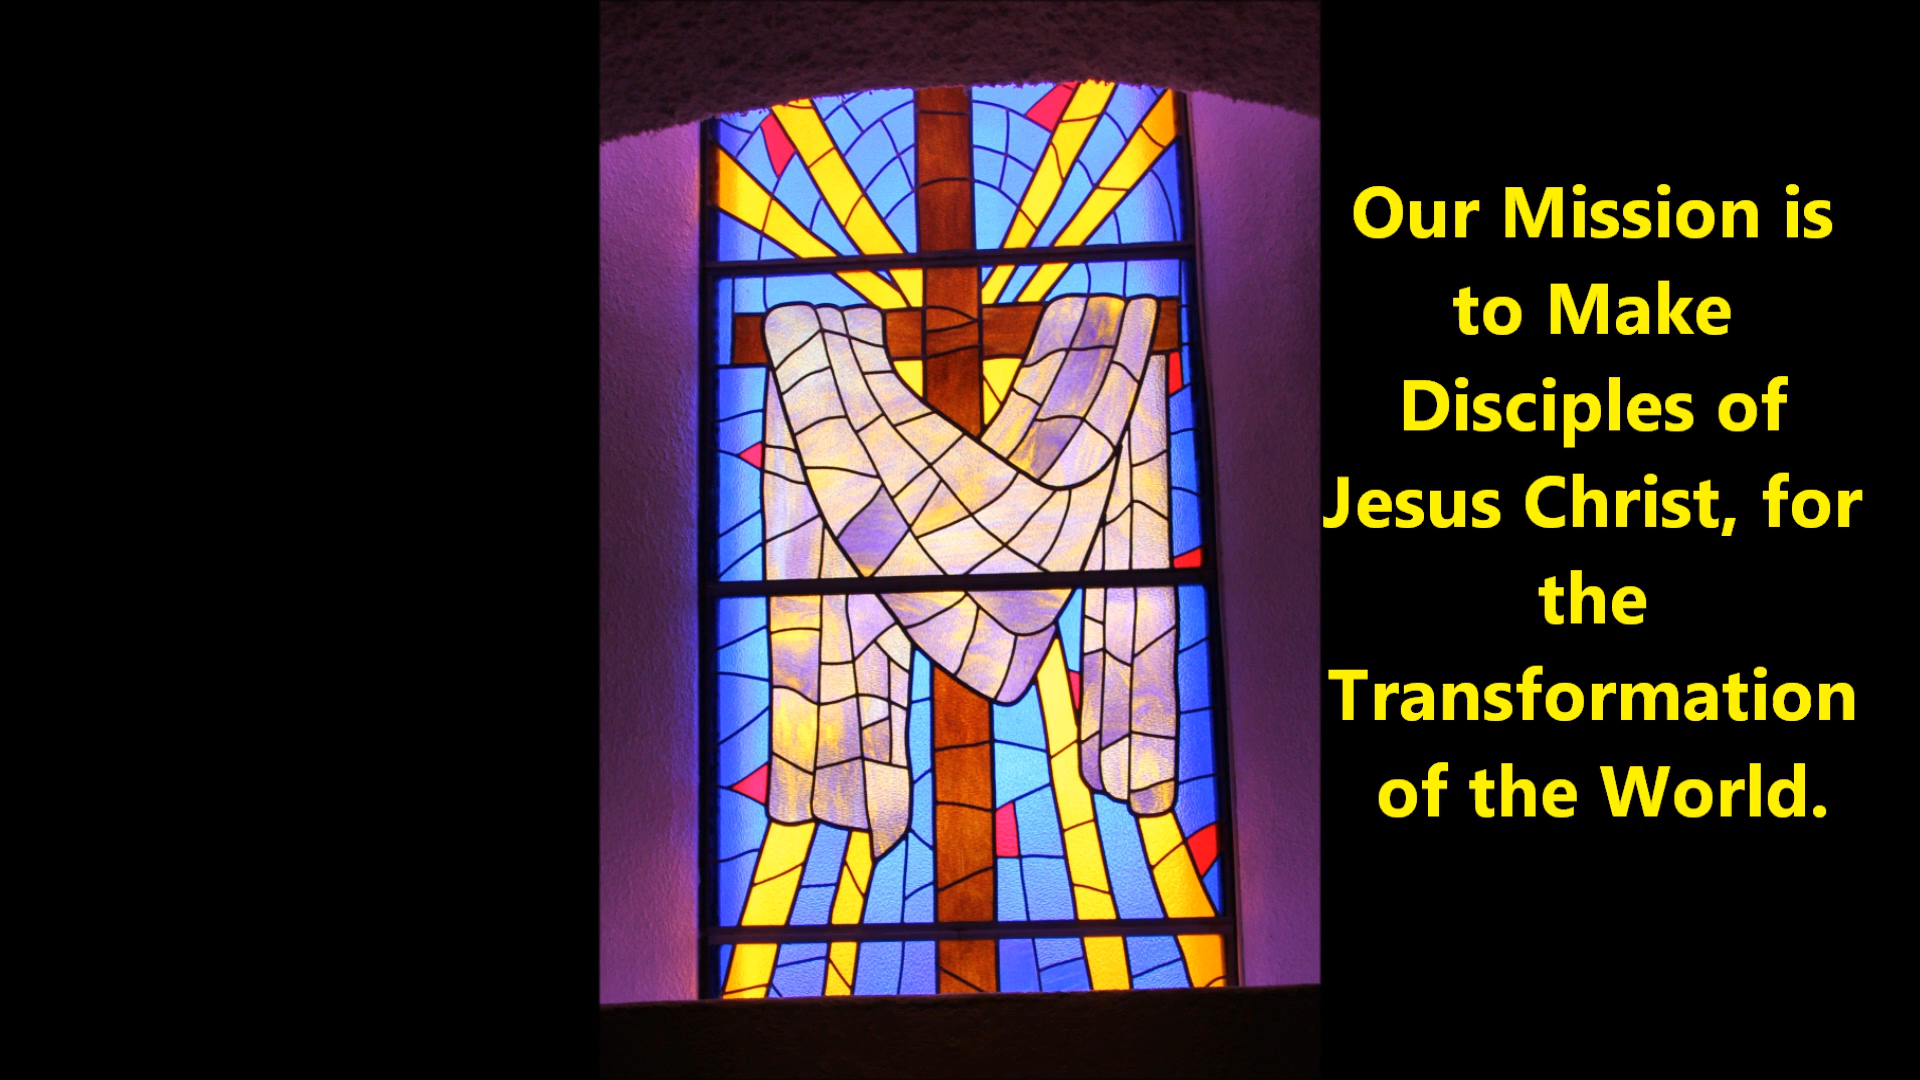 Our Mission is
to Make
Disciples of
Jesus Christ, for
the
Transformation
of the World.